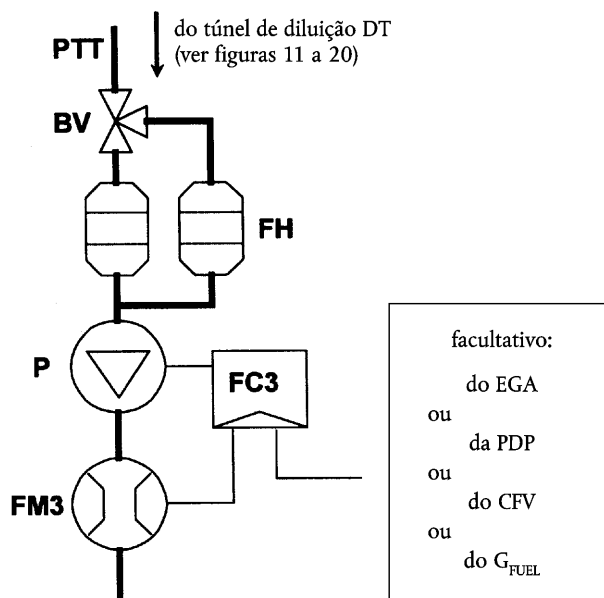 do túnel de diluição DT
PTT
(ver figuras 11 a 20)
BV
FH
facultativo:
P
FC3
do EGA
ou
da PDP
ou
FM3
do CFV
ou
do G_FUEL